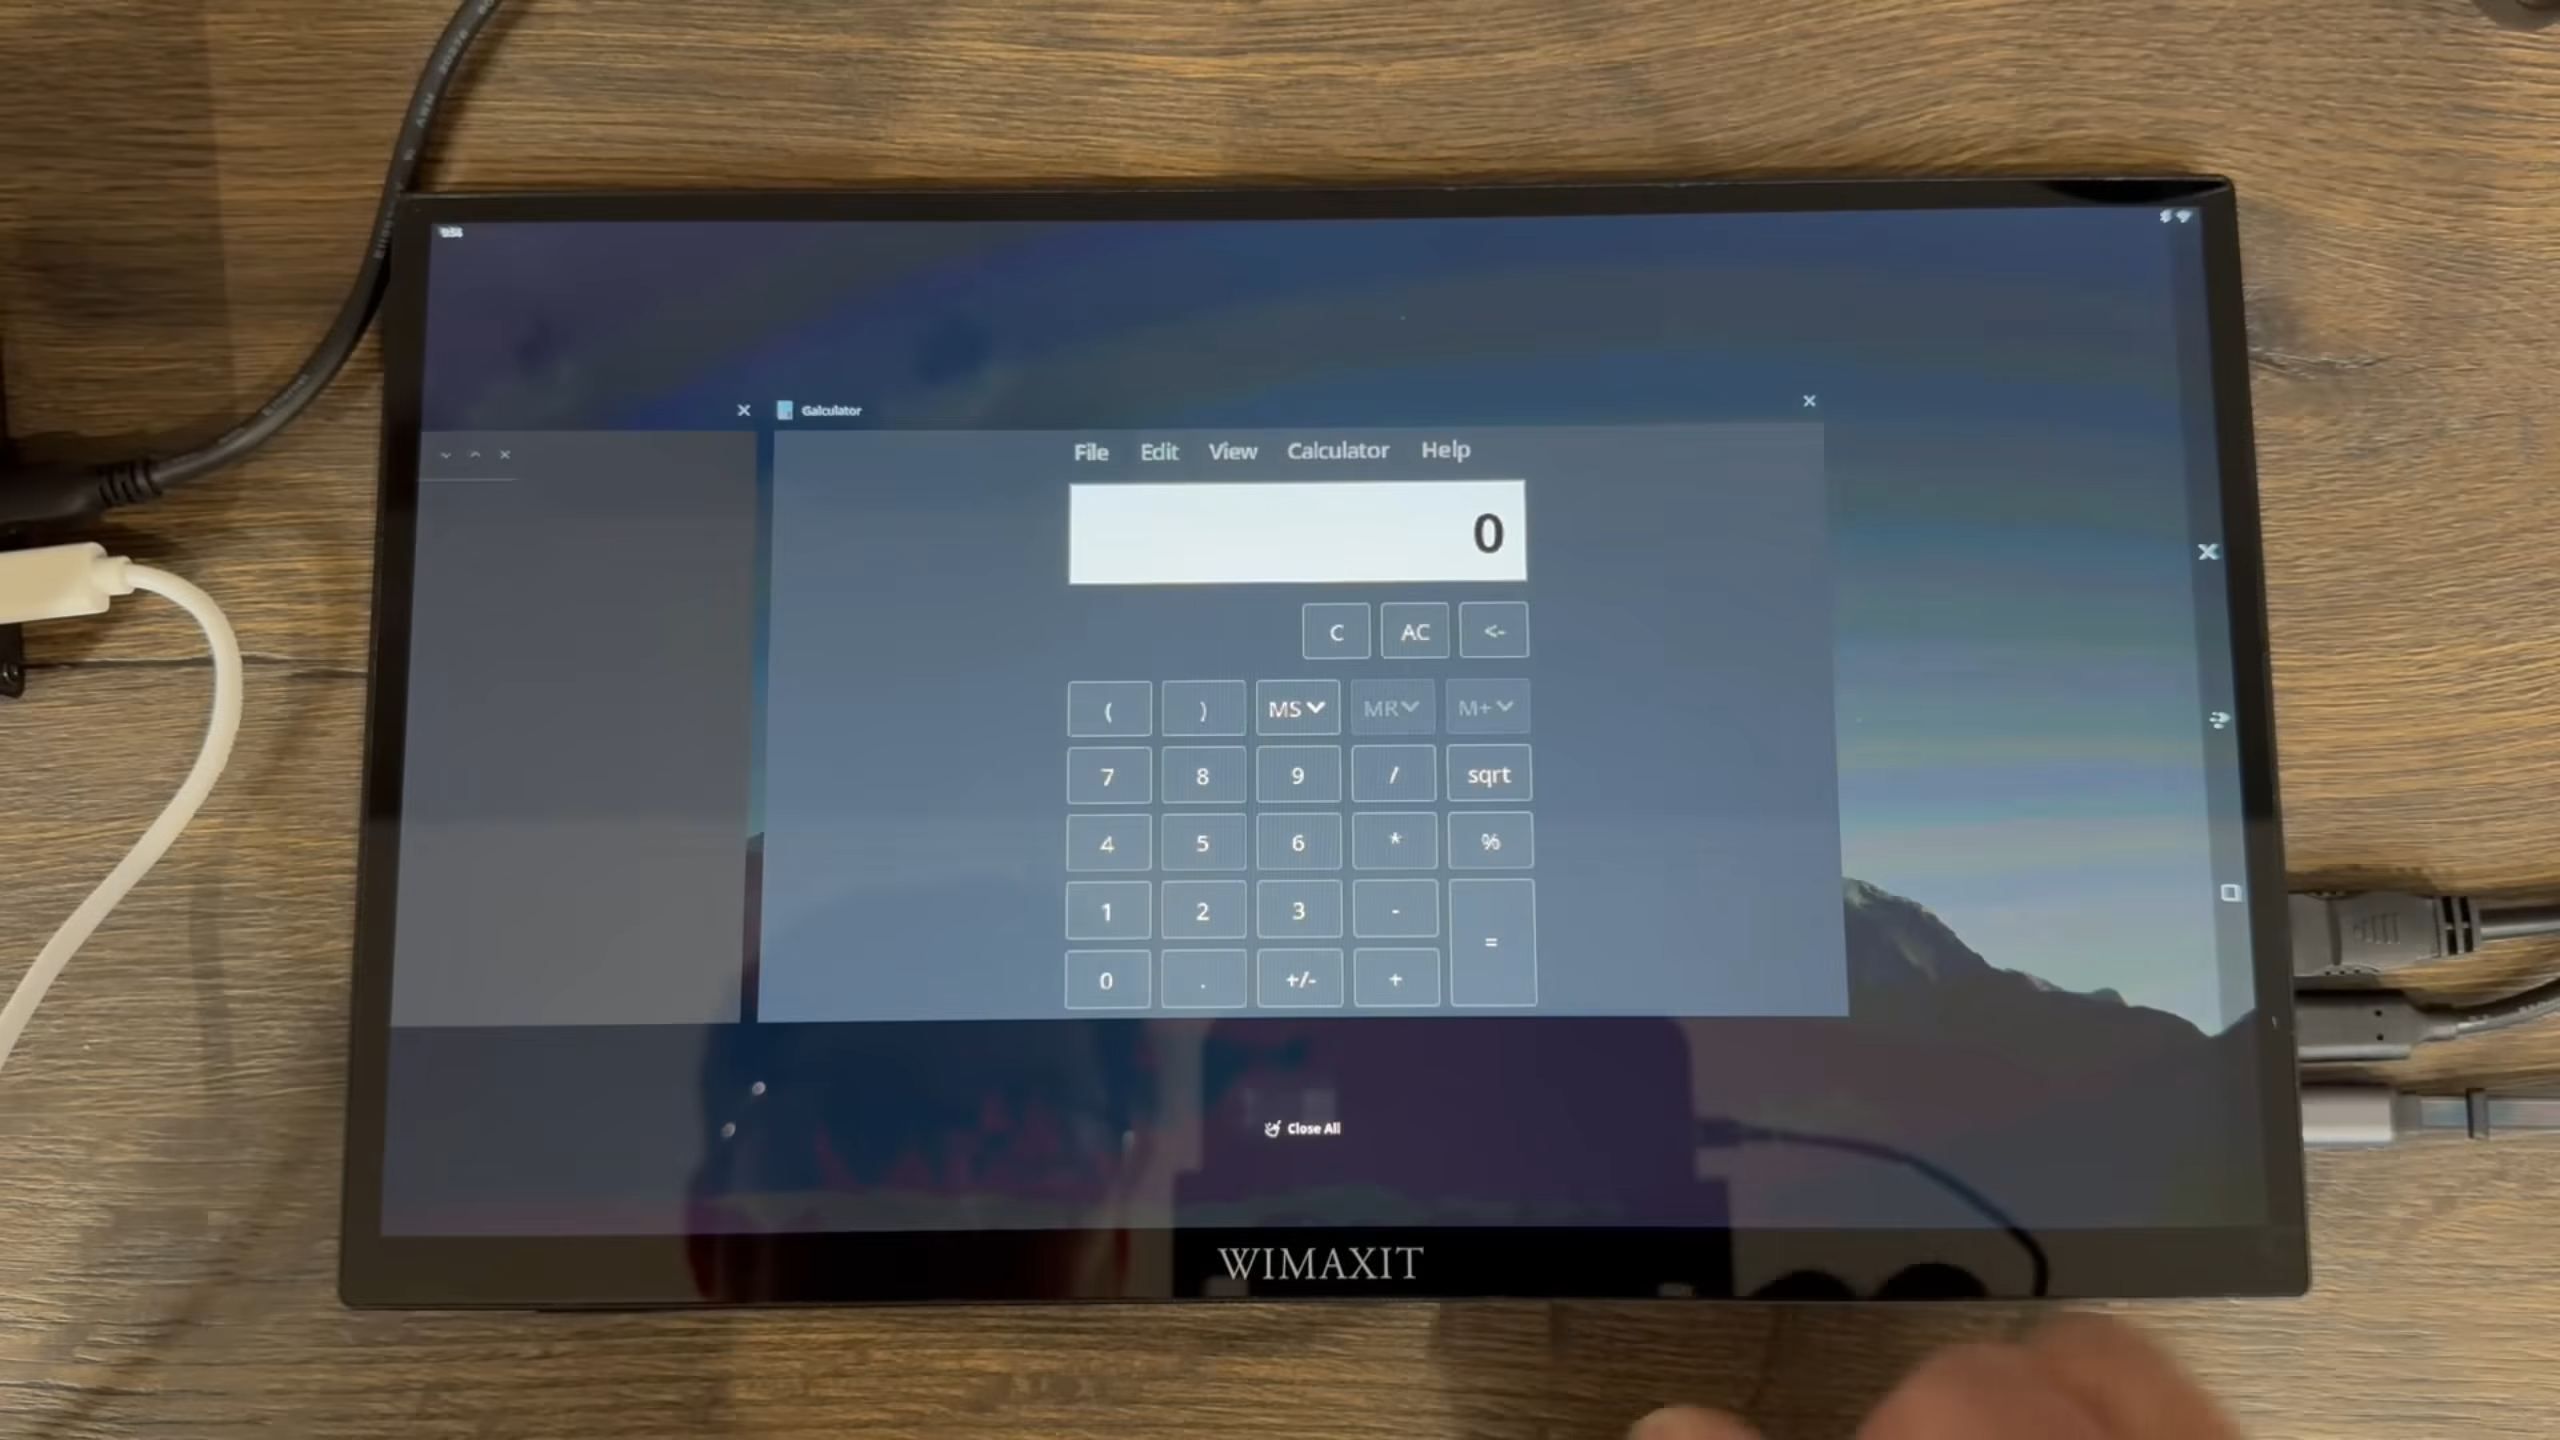 Galculator
File Edit View Calculator Help
0
C AC <-
( ) MS MR M+
7 8 9 / sqrt
4 5 6 * %
1 2 3 - =
0 . +/- +
Close All
WIMAXIT